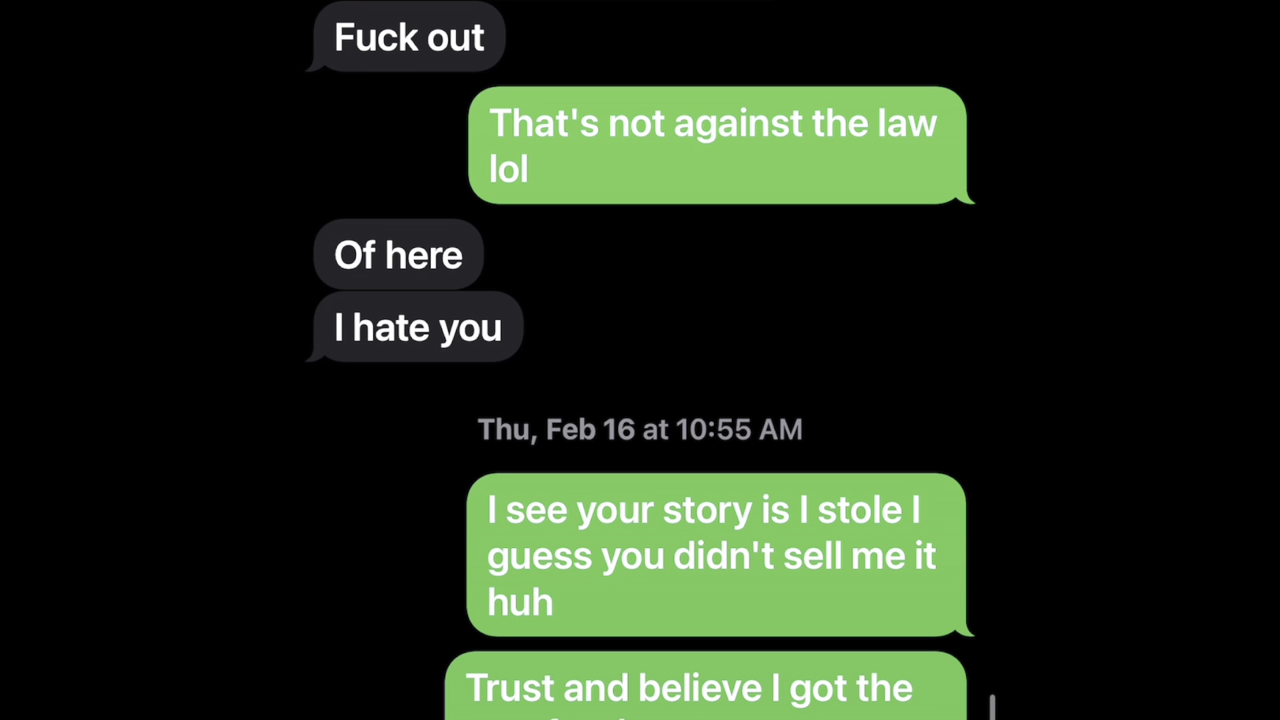 Fuck out
That's not against the law
lol
Of here
I hate you
Thu, Feb 16 at 10:55 AM
I see your story is I stole I
guess you didn't sell me it
huh
Trust and believe I got the